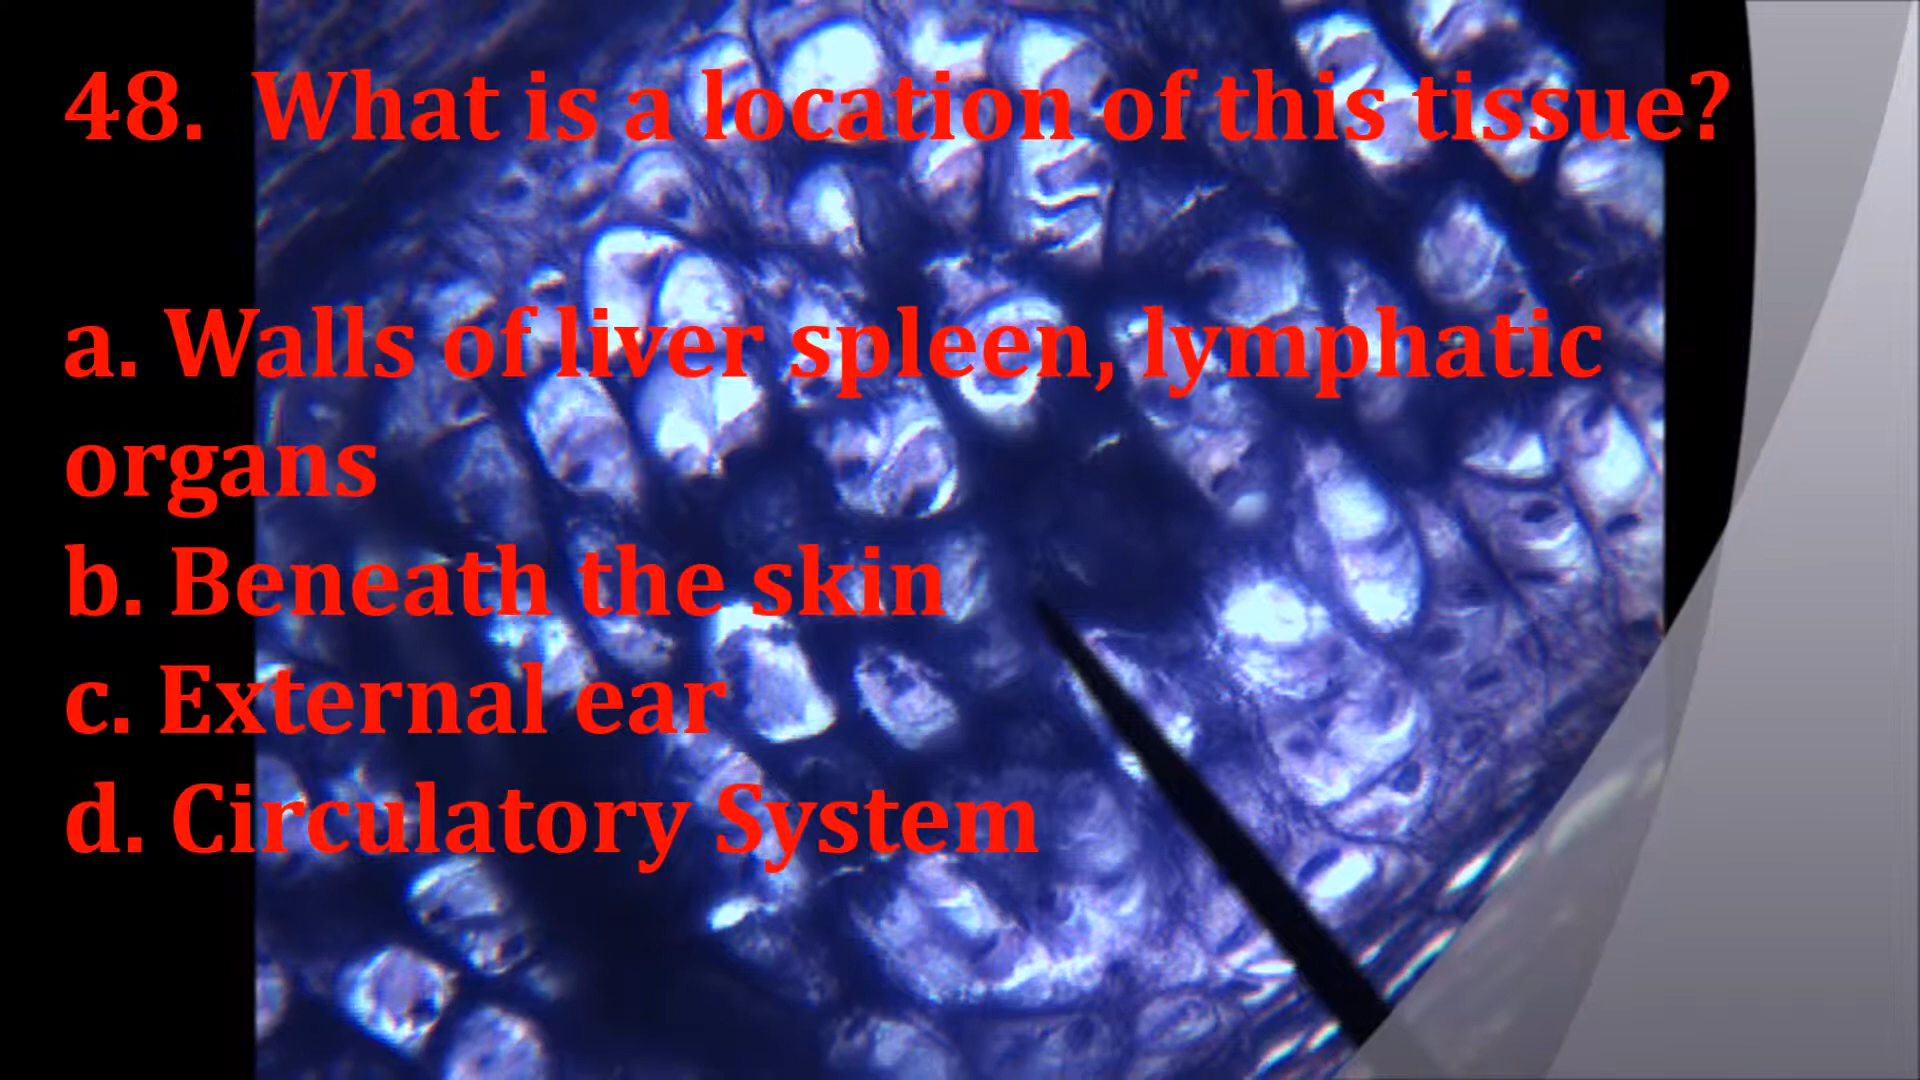 48. What is a location of this tissue?
a. Walls of liver spleen, lymphatic
organs
b. Beneath the skin
c. External ear
d. Circulatory System